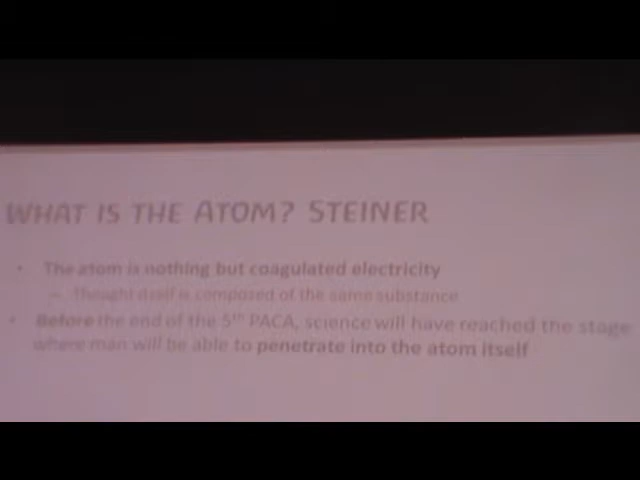 WHAT IS THE ATOM? STEINER
• The atom is nothing but coagulated electricity
– Thought itself is composed of the same substance
• Before the end of the 5th PACA, science will have reached the stage
where man will be able to penetrate into the atom itself